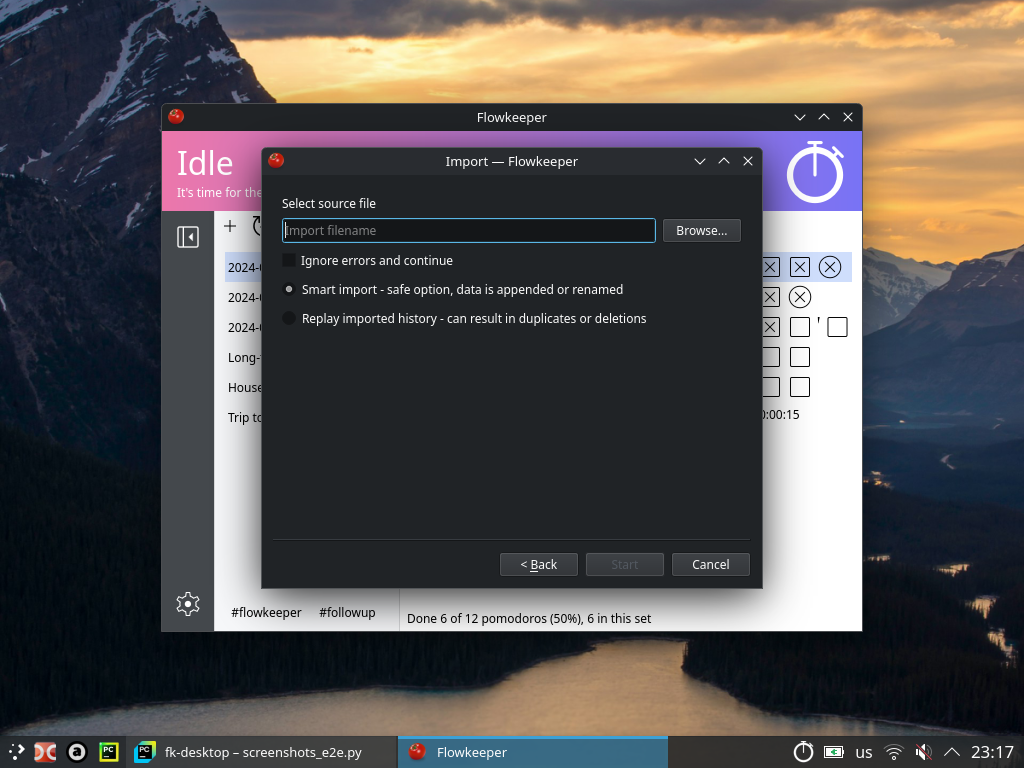 Flowkeeper
Idle
It's time for the
Import — Flowkeeper
Select source file
Import filename
Browse...
Ignore errors and continue
Smart import - safe option, data is appended or renamed
Replay imported history - can result in duplicates or deletions
2024-
2024-
2024-
Long-
House
Trip to
0:00:15
< Back
Start
Cancel
#flowkeeper #followup
Done 6 of 12 pomodoros (50%), 6 in this set
PC
PC
fk-desktop – screenshots_e2e.py
Flowkeeper
us
23:17